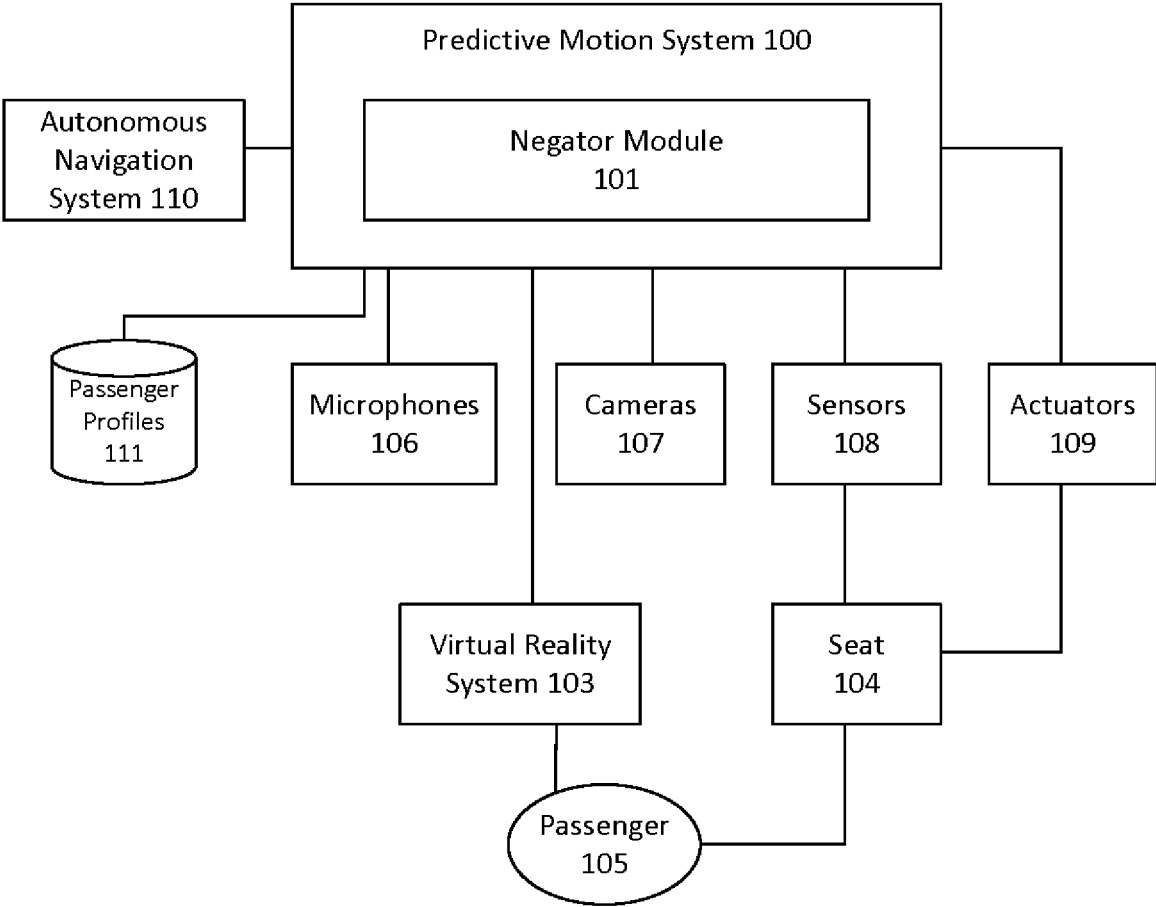 Predictive Motion System 100
Autonomous
Navigation
System 110
Negator Module
101
Passenger
Profiles
111
Microphones
106
Cameras
107
Sensors
108
Actuators
109
Virtual Reality
System 103
Seat
104
Passenger
105